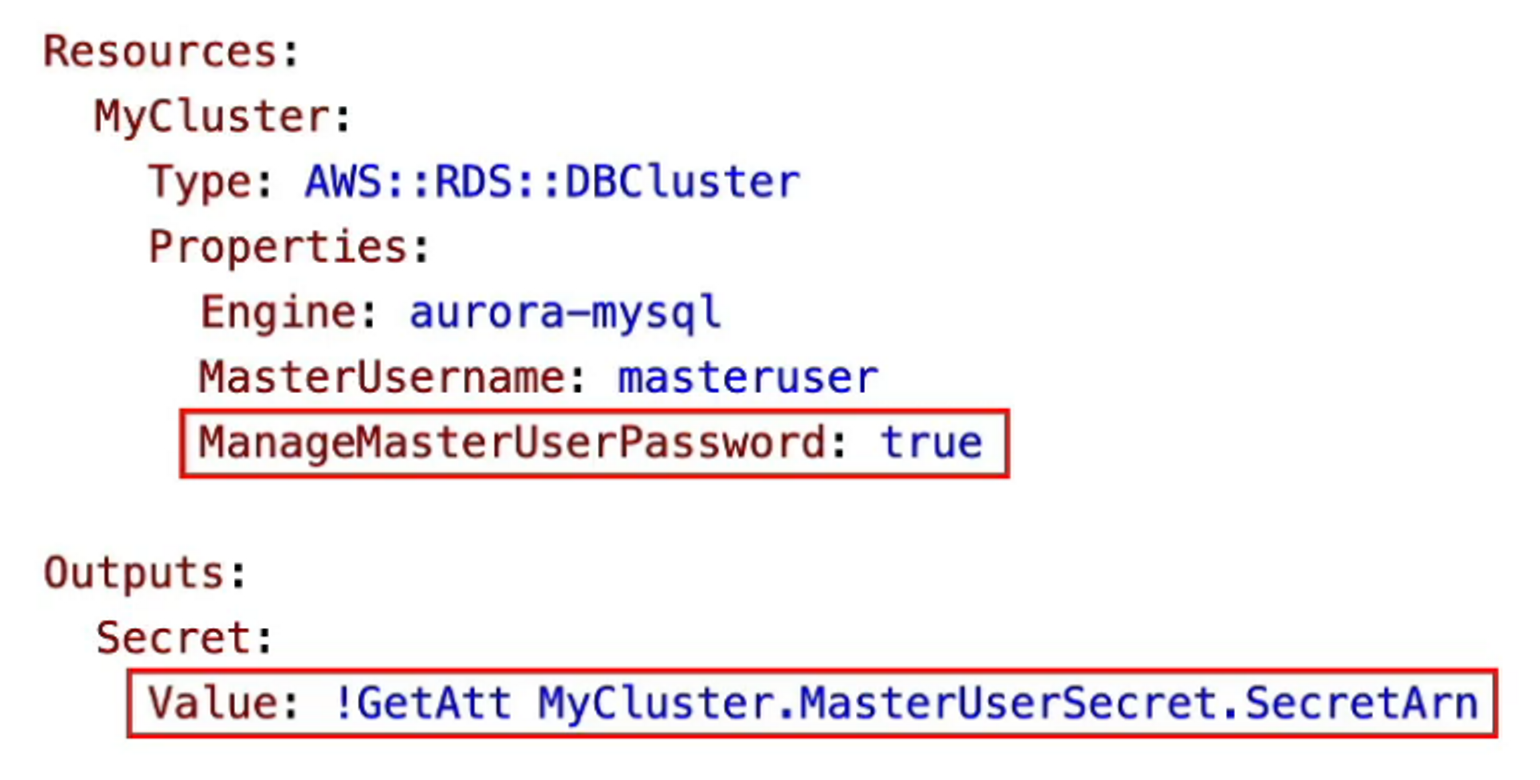 Resources:
  MyCluster:
    Type: AWS::RDS::DBCluster
    Properties:
      Engine: aurora-mysql
      MasterUsername: masteruser
      ManageMasterUserPassword: true

Outputs:
  Secret:
    Value: !GetAtt MyCluster.MasterUserSecret.SecretArn